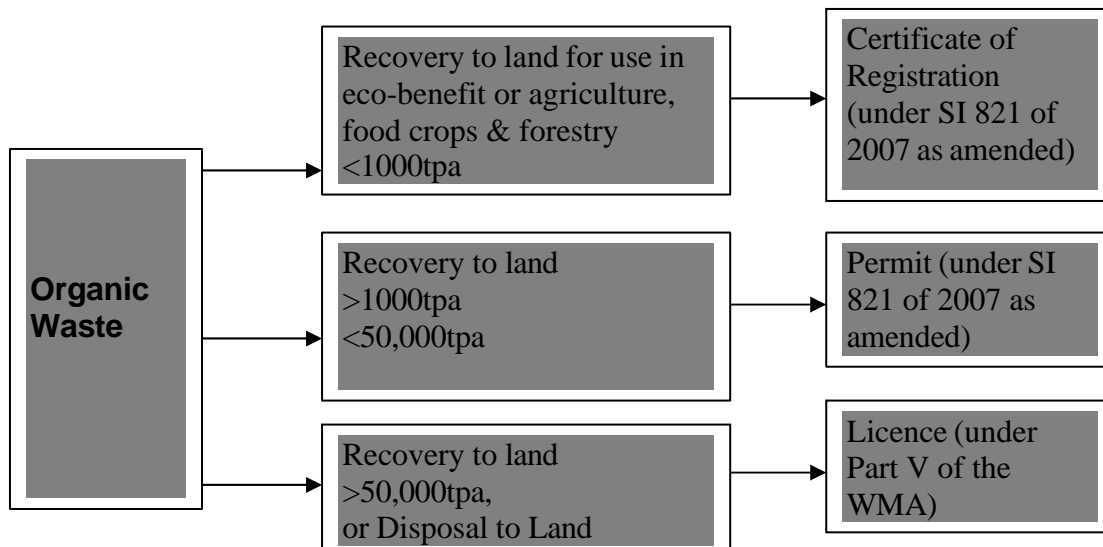 Organic
Waste
Recovery to land for use in
eco-benefit or agriculture,
food crops & forestry
<1000tpa
Certificate of
Registration
(under SI 821 of
2007 as amended)
Recovery to land
>1000tpa
<50,000tpa
Permit (under SI
821 of 2007 as
amended)
Recovery to land
>50,000tpa,
or Disposal to Land
Licence (under
Part V of the
WMA)